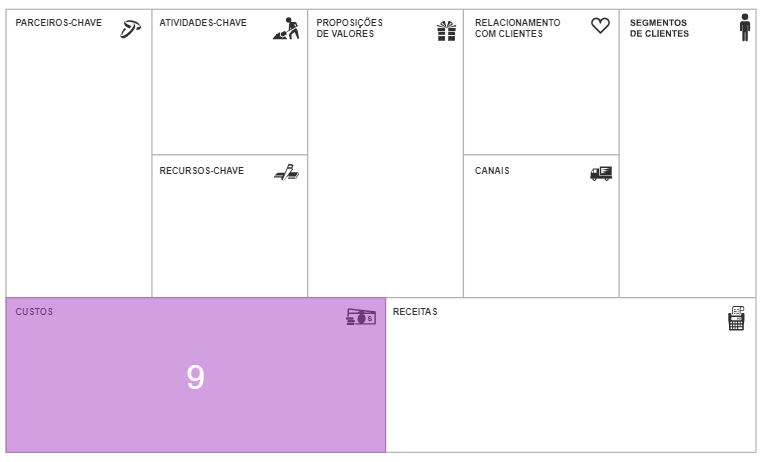 PARCEIROS-CHAVE
ATIVIDADES-CHAVE
PROPOSIÇÕES
DE VALORES
RELACIONAMENTO
COM CLIENTES
SEGMENTOS
DE CLIENTES
RECURSOS-CHAVE
CANAIS
CUSTOS
9
RECEITAS